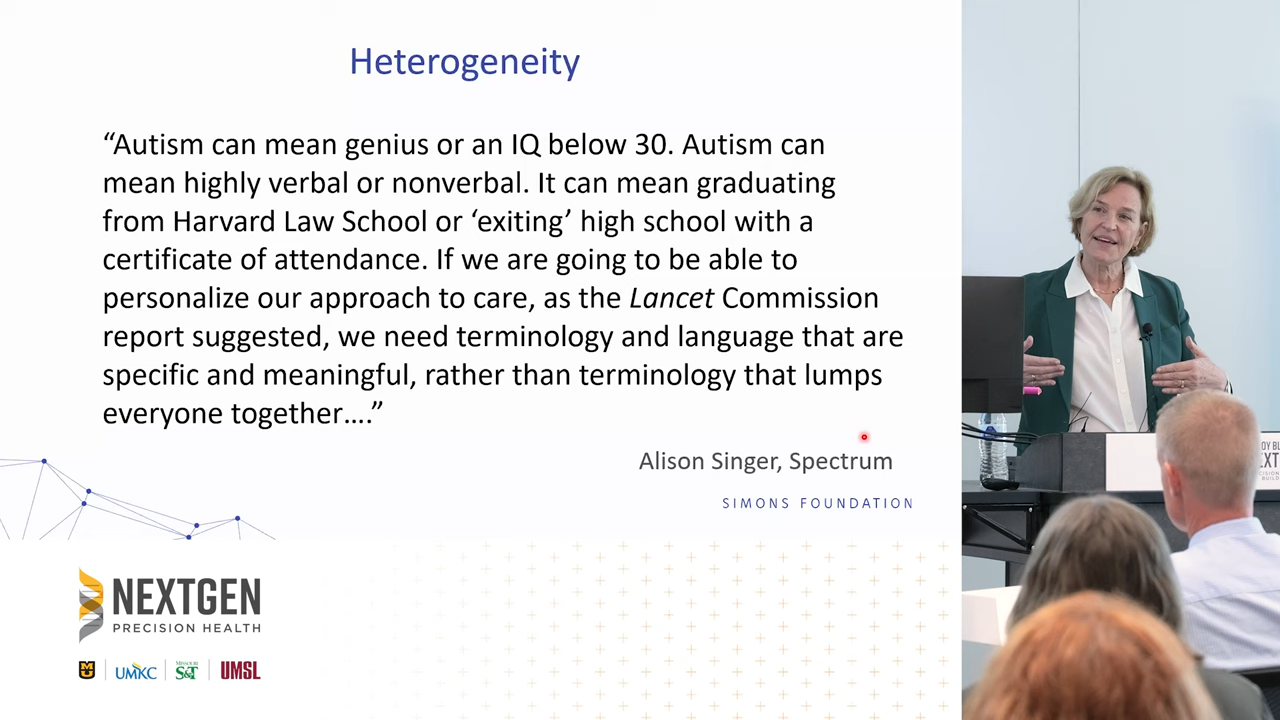 Heterogeneity
“Autism can mean genius or an IQ below 30. Autism can
mean highly verbal or nonverbal. It can mean graduating
from Harvard Law School or ‘exiting’ high school with a
certificate of attendance. If we are going to be able to
personalize our approach to care, as the Lancet Commission
report suggested, we need terminology and language that are
specific and meaningful, rather than terminology that lumps
everyone together....”
Alison Singer, Spectrum
SIMONS FOUNDATION
NEXTGEN
PRECISION HEALTH
MU
UMKC
MISSOURI
S&T
UMSL